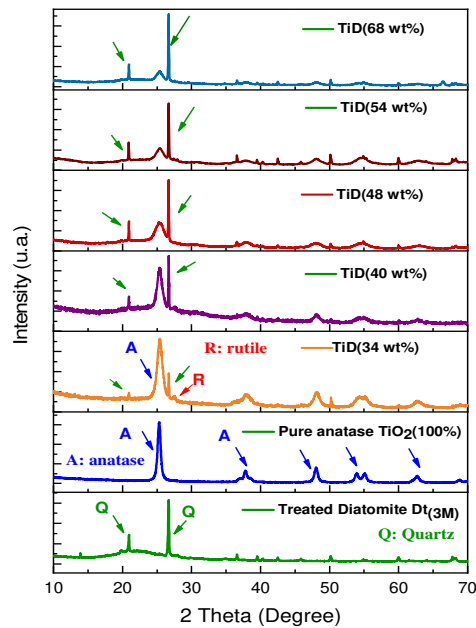 TiD(68 wt%)
TiD(54 wt%)
TiD(48 wt%)
TiD(40 wt%)
TiD(34 wt%)
A
R: rutile
R
Pure anatase TiO2(100%)
A
A
A: anatase
Treated Diatomite Dt(3M)
Q
Q
Q: Quartz
Intensity (u.a.)
10 20 30 40 50 60 70
2 Theta (Degree)